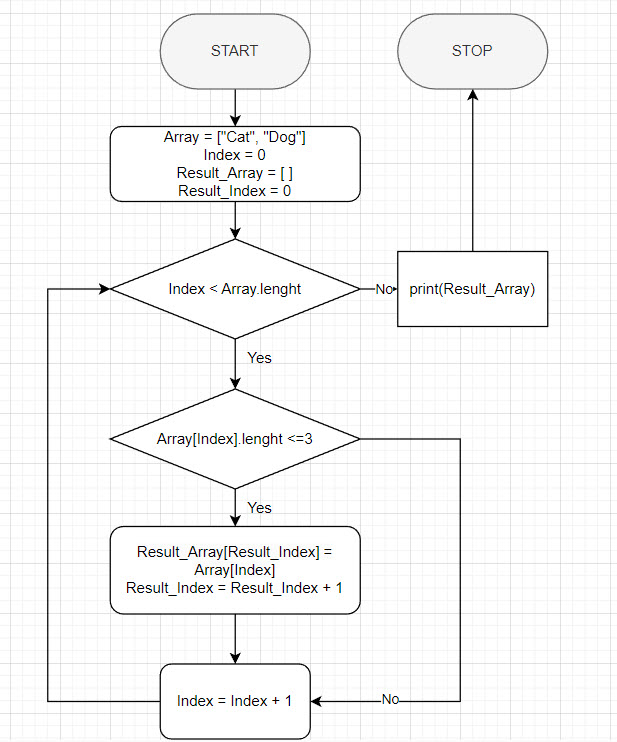 START
STOP
Array = ["Cat", "Dog"]
Index = 0
Result_Array = [ ]
Result_Index = 0
Index < Array.lenght
No
print(Result_Array)
Yes
Array[Index].lenght <=3
Yes
Result_Array[Result_Index] =
Array[Index]
Result_Index = Result_Index + 1
Index = Index + 1
No